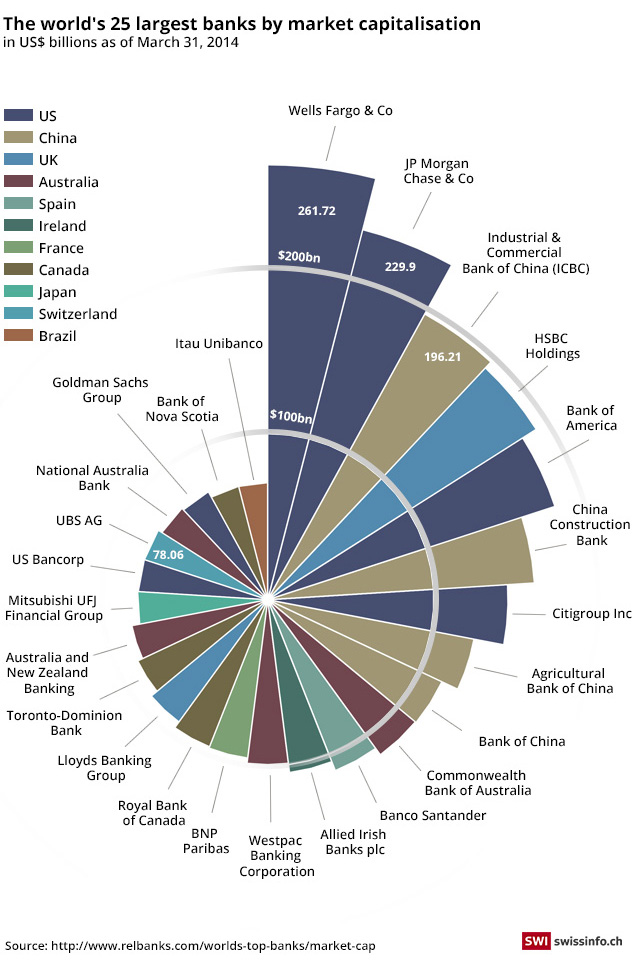 The world's 25 largest banks by market capitalisation
in US$ billions as of March 31, 2014
US
China
UK
Australia
Spain
Ireland
France
Canada
Japan
Switzerland
Brazil
Wells Fargo & Co
JP Morgan
Chase & Co
Industrial &
Commercial
Bank of China (ICBC)
HSBC
Holdings
Bank of
America
China
Construction
Bank
Citigroup Inc
Agricultural
Bank of China
Bank of China
Commonwealth
Bank of Australia
Banco Santander
Allied Irish
Banks plc
Westpac
Banking
Corporation
BNP
Paribas
Royal Bank
of Canada
Lloyds Banking
Group
Toronto-Dominion
Bank
Australia and
New Zealand
Banking
Mitsubishi UFJ
Financial Group
US Bancorp
UBS AG
National Australia
Bank
Goldman Sachs
Group
Bank of
Nova Scotia
Itau Unibanco
261.72
229.9
196.21
78.06
$200bn
$100bn
Source: http://www.relbanks.com/worlds-top-banks/market-cap
SWI swissinfo.ch